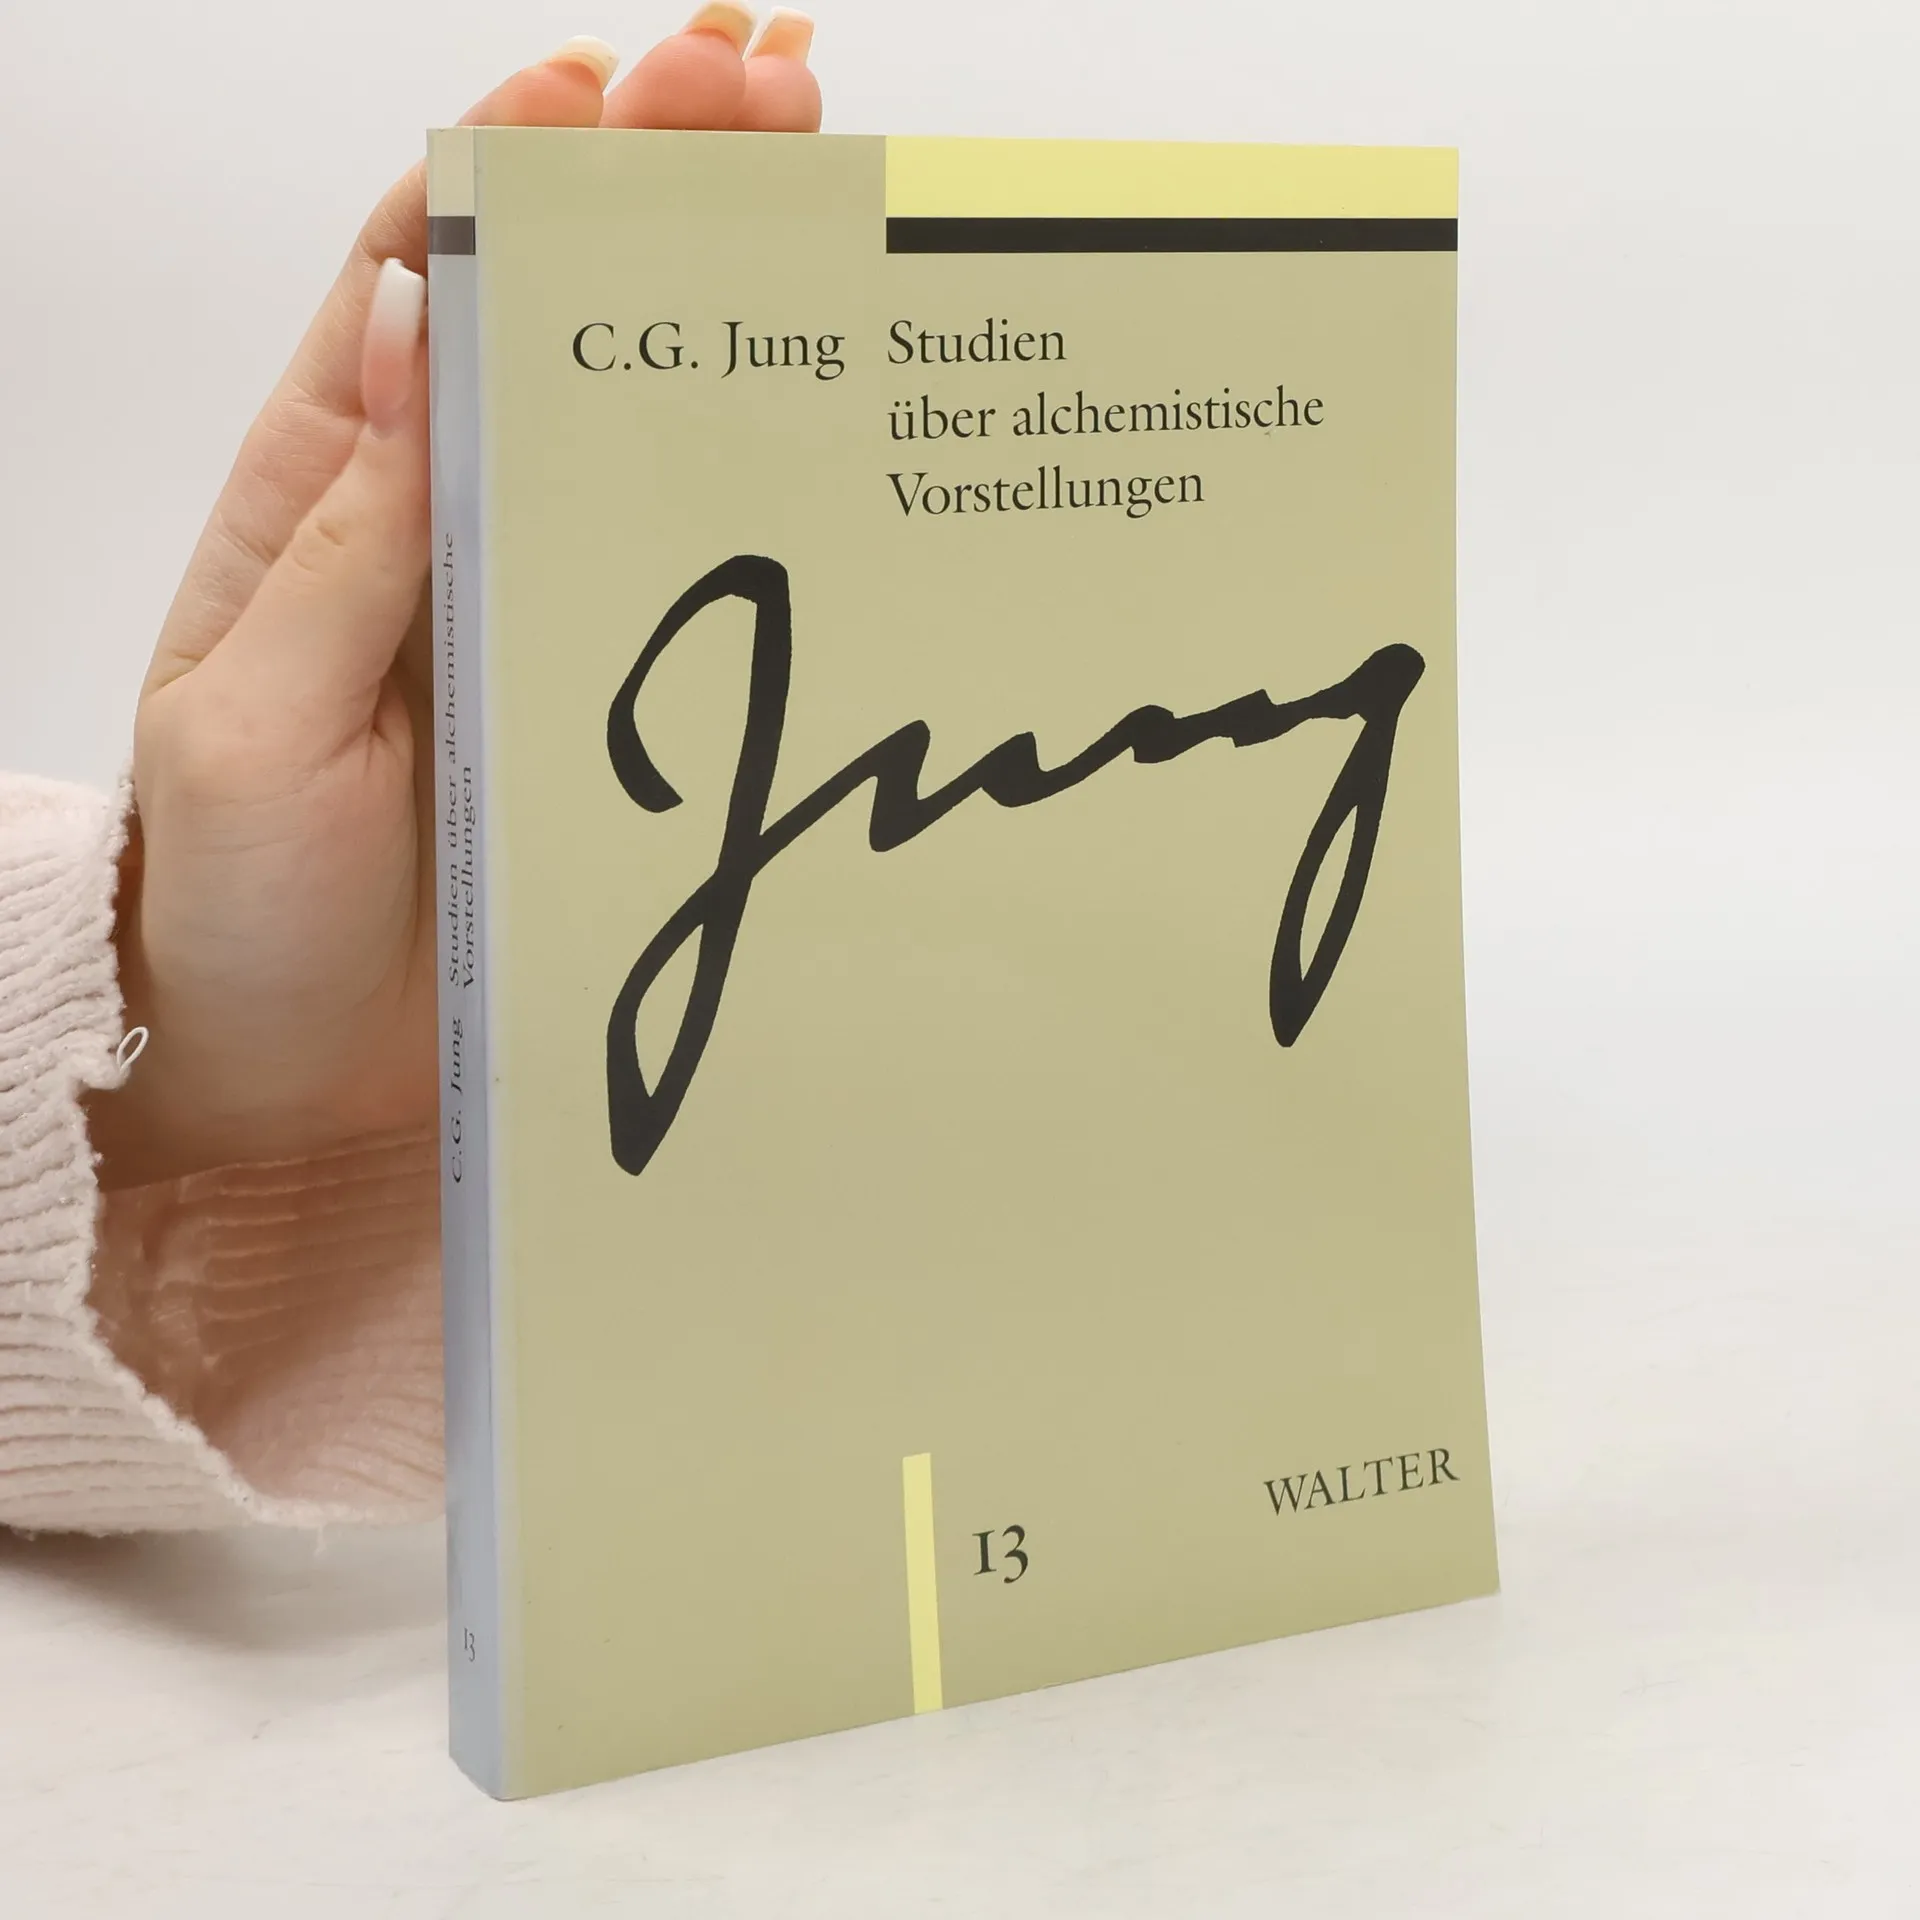 C.G. Jung
Studien
über alchemistische
Vorstellungen
Jung
13
WALTER
C.G. Jung
Studien über alchemistische
Vorstellungen
13